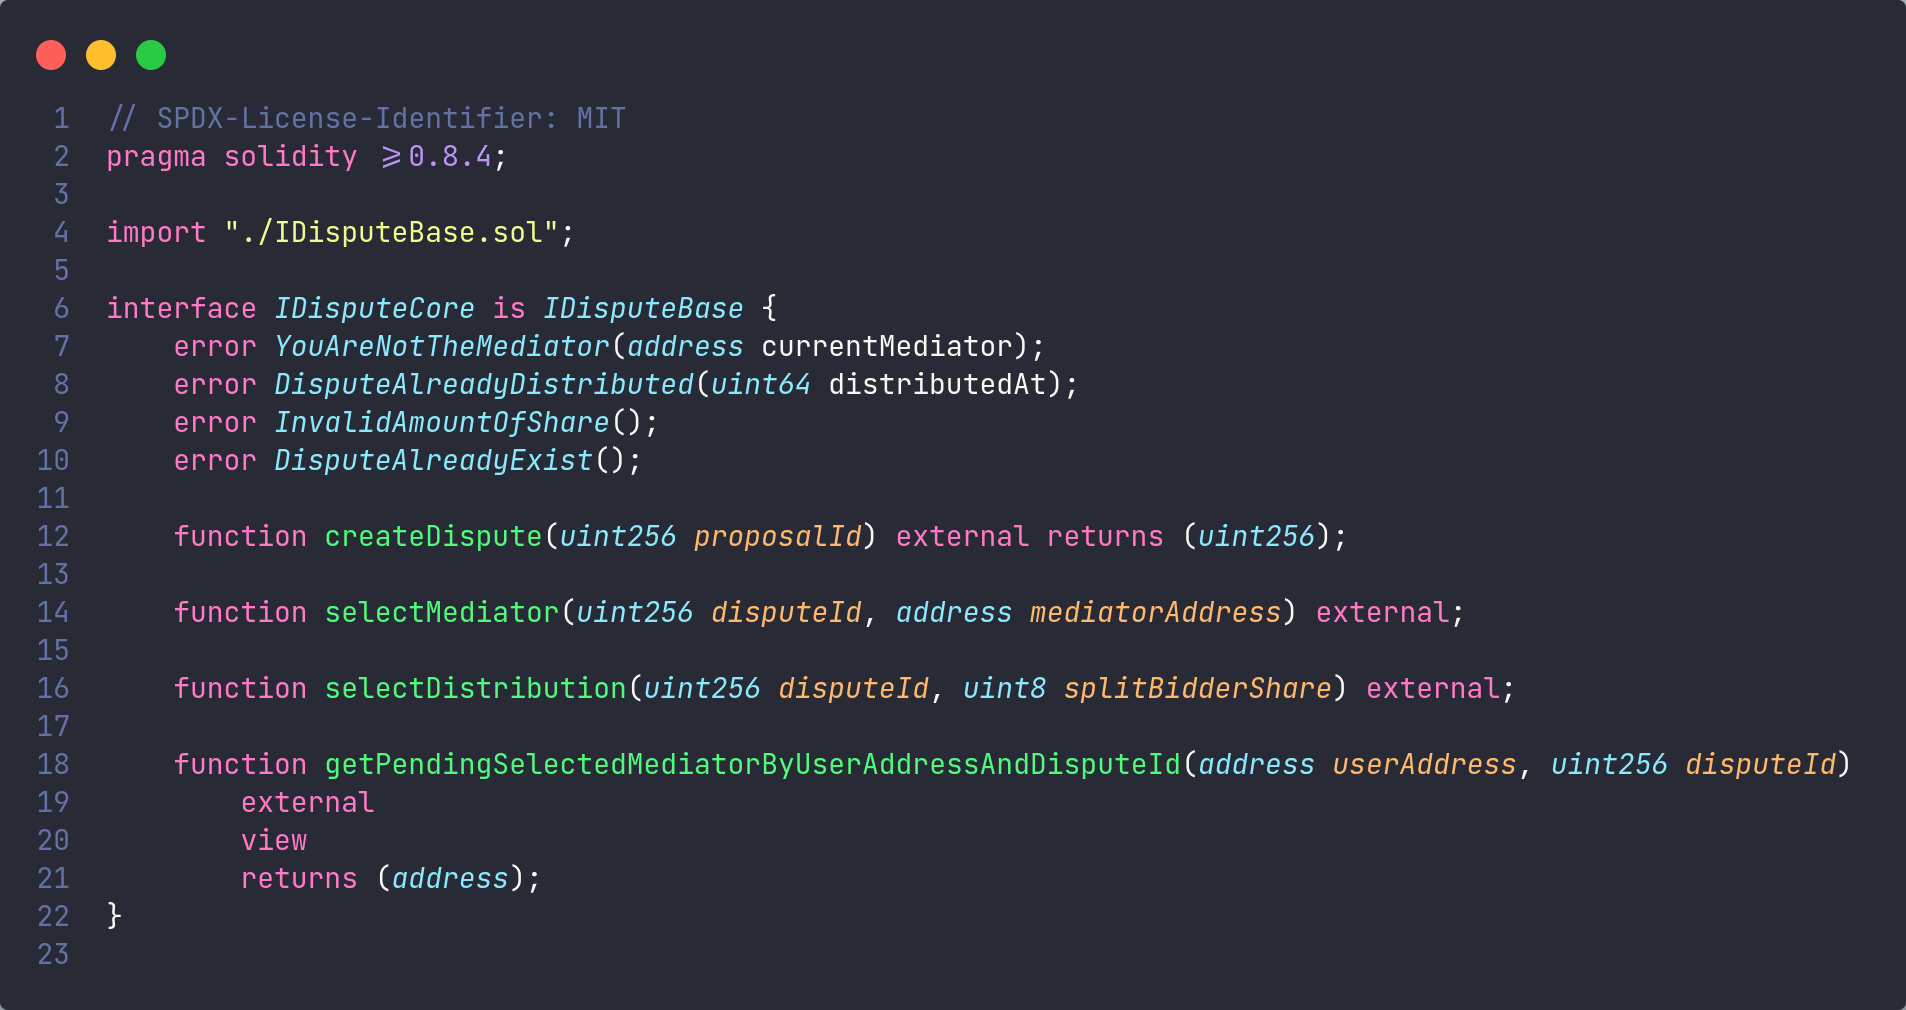 1 // SPDX-License-Identifier: MIT
2 pragma solidity >=0.8.4;
3
4 import "./IDisputeBase.sol";
5
6 interface IDisputeCore is IDisputeBase {
7     error YouAreNotTheMediator(address currentMediator);
8     error DisputeAlreadyDistributed(uint64 distributedAt);
9     error InvalidAmountOfShare();
10     error DisputeAlreadyExist();
11
12     function createDispute(uint256 proposalId) external returns (uint256);
13
14     function selectMediator(uint256 disputeId, address mediatorAddress) external;
15
16     function selectDistribution(uint256 disputeId, uint8 splitBidderShare) external;
17
18     function getPendingSelectedMediatorByUserAddressAndDisputeId(address userAddress, uint256 disputeId)
19         external
20         view
21         returns (address);
22 }
23